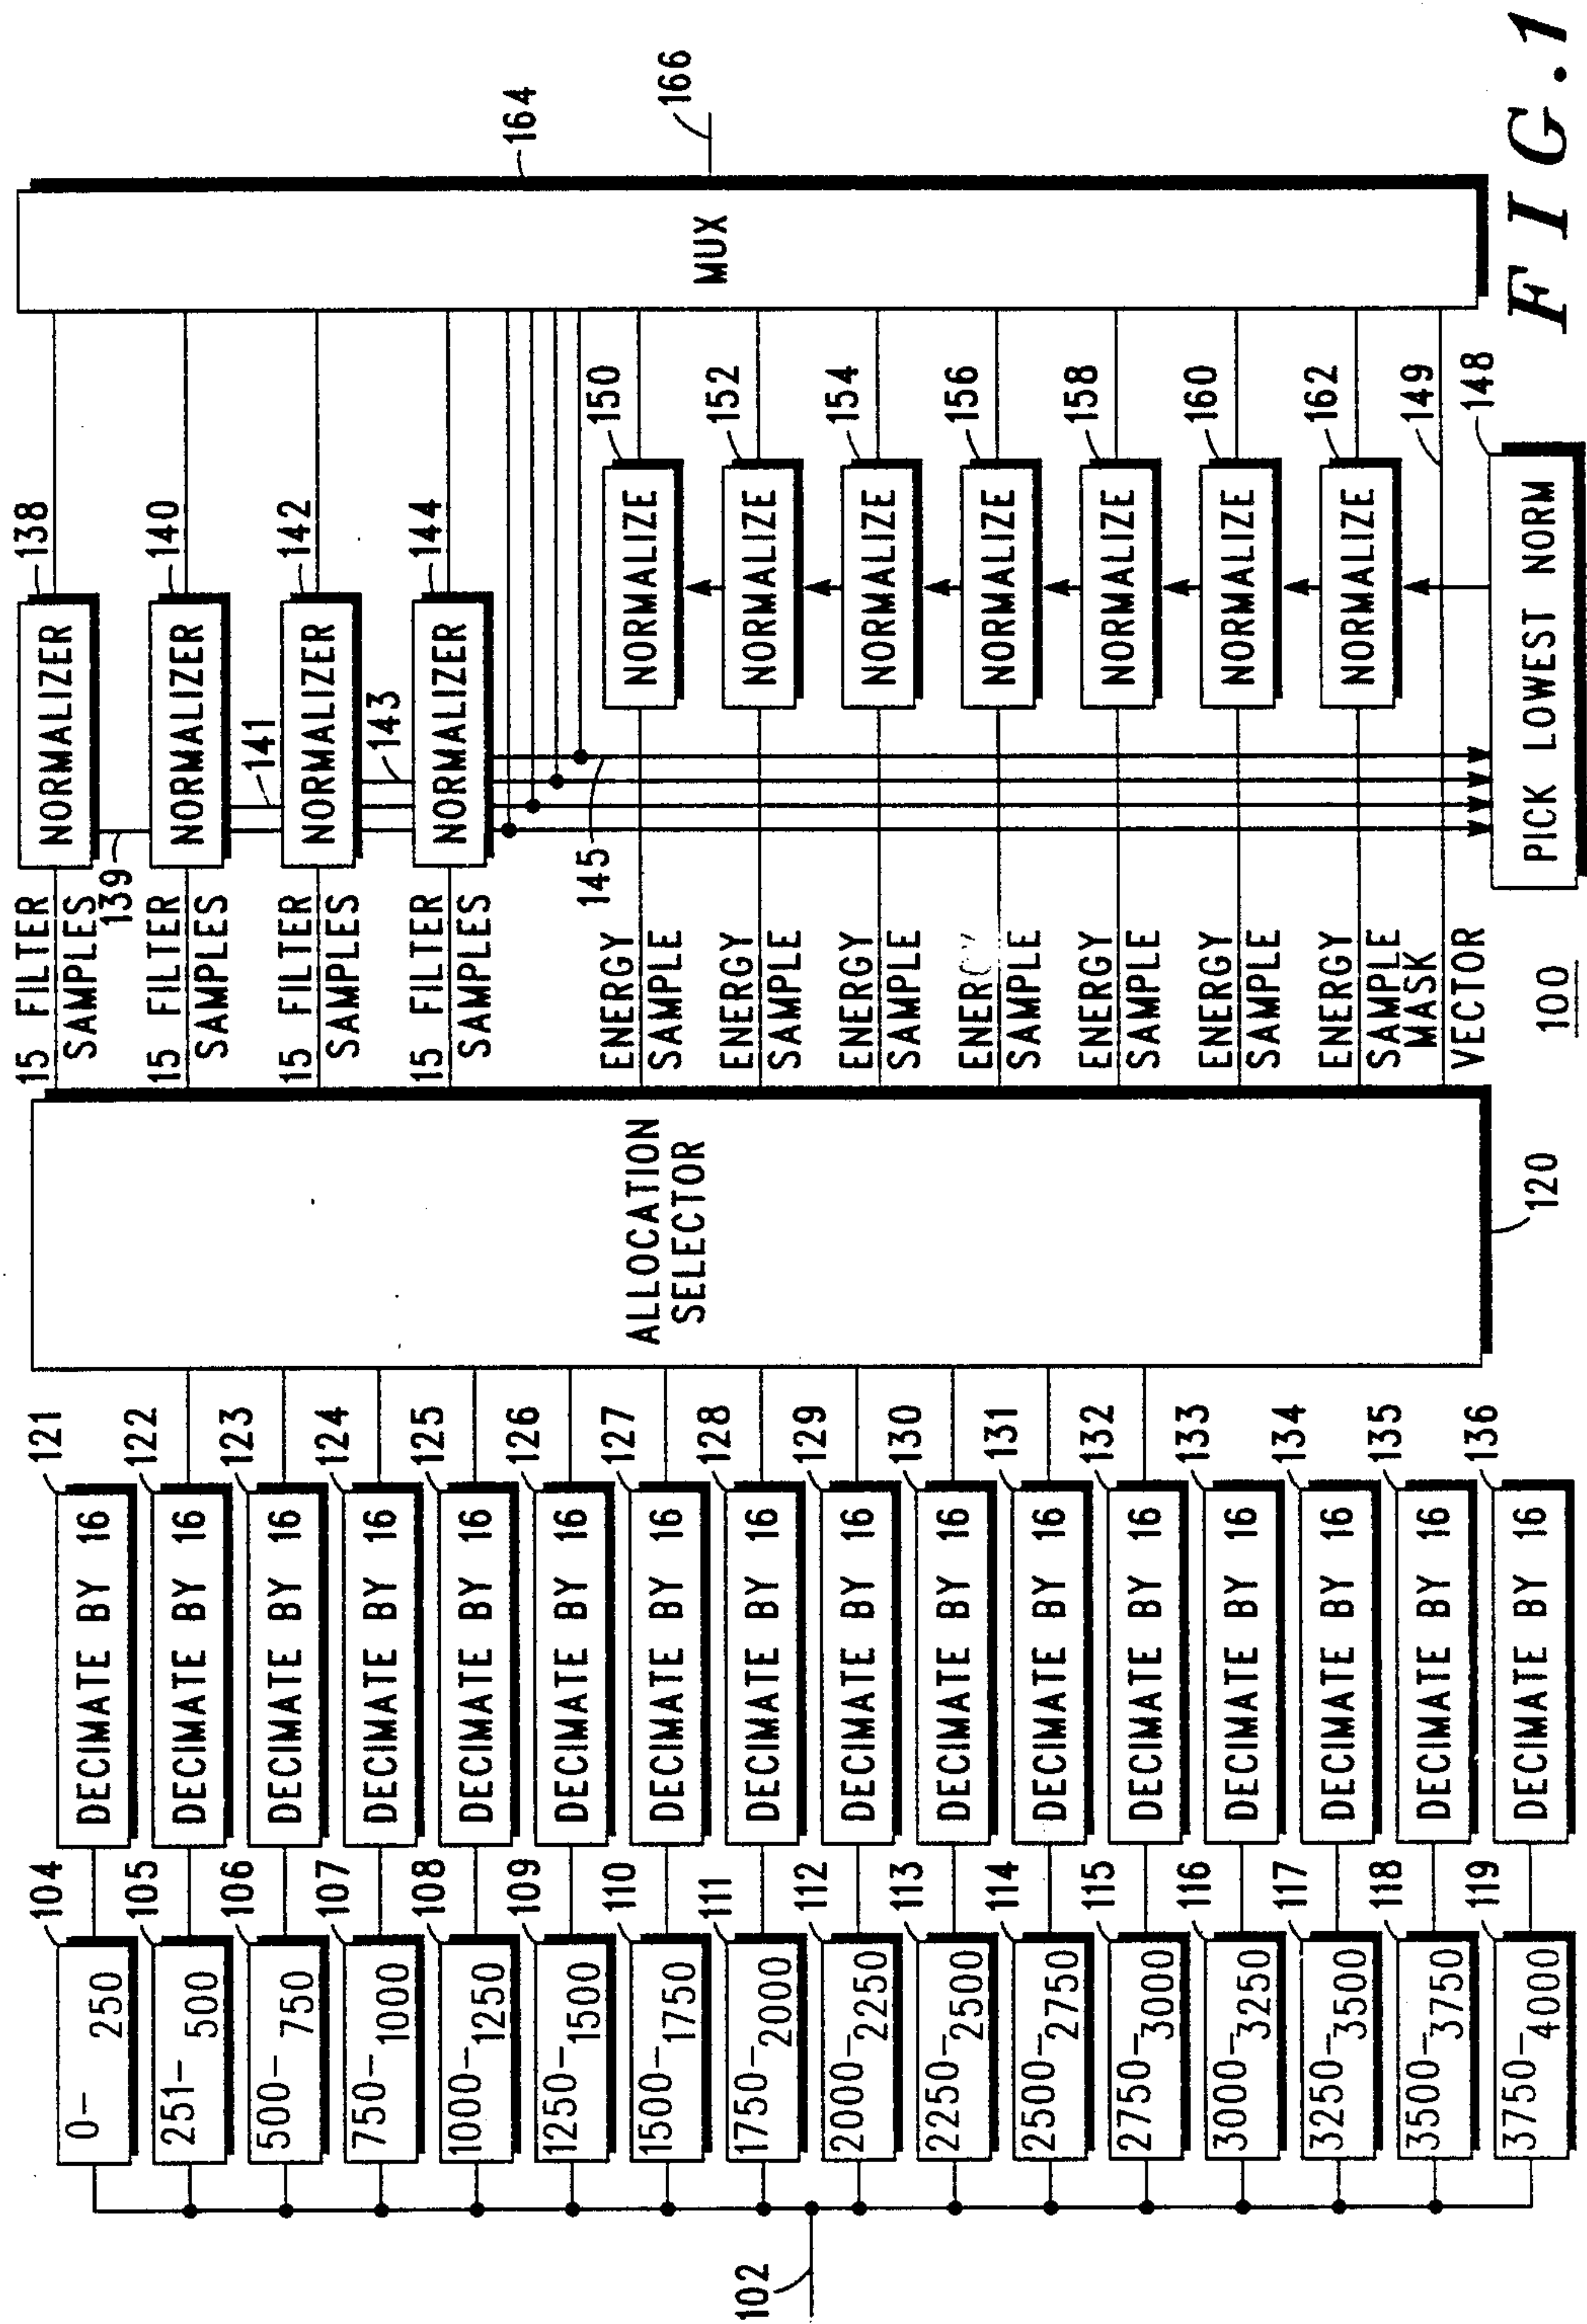 102
0-250
104
DECIMATE BY 16
121
251-500
105
DECIMATE BY 16
122
500-750
106
DECIMATE BY 16
123
750-1000
107
DECIMATE BY 16
124
1000-1250
108
DECIMATE BY 16
125
1250-1500
109
DECIMATE BY 16
126
1500-1750
110
DECIMATE BY 16
127
1750-2000
111
DECIMATE BY 16
128
2000-2250
112
DECIMATE BY 16
129
2250-2500
113
DECIMATE BY 16
130
2500-2750
114
DECIMATE BY 16
131
2750-3000
115
DECIMATE BY 16
132
3000-3250
116
DECIMATE BY 16
133
3250-3500
117
DECIMATE BY 16
134
3500-3750
118
DECIMATE BY 16
135
3750-4000
119
DECIMATE BY 16
136
ALLOCATION
SELECTOR
120
15 FILTER
SAMPLES
139
NORMALIZER
138
15 FILTER
SAMPLES
NORMALIZER
140
141
15 FILTER
SAMPLES
NORMALIZER
142
143
15 FILTER
SAMPLES
NORMALIZER
144
145
ENERGY
SAMPLE
NORMALIZE
150
ENERGY
SAMPLE
NORMALIZE
152
ENERGY
SAMPLE
NORMALIZE
154
ENERGY
SAMPLE
NORMALIZE
156
ENERGY
SAMPLE
NORMALIZE
158
ENERGY
SAMPLE
NORMALIZE
160
ENERGY
SAMPLE
NORMALIZE
162
MASK
VECTOR
149
PICK LOWEST NORM
148
MUX
164
166
100
FIG.1